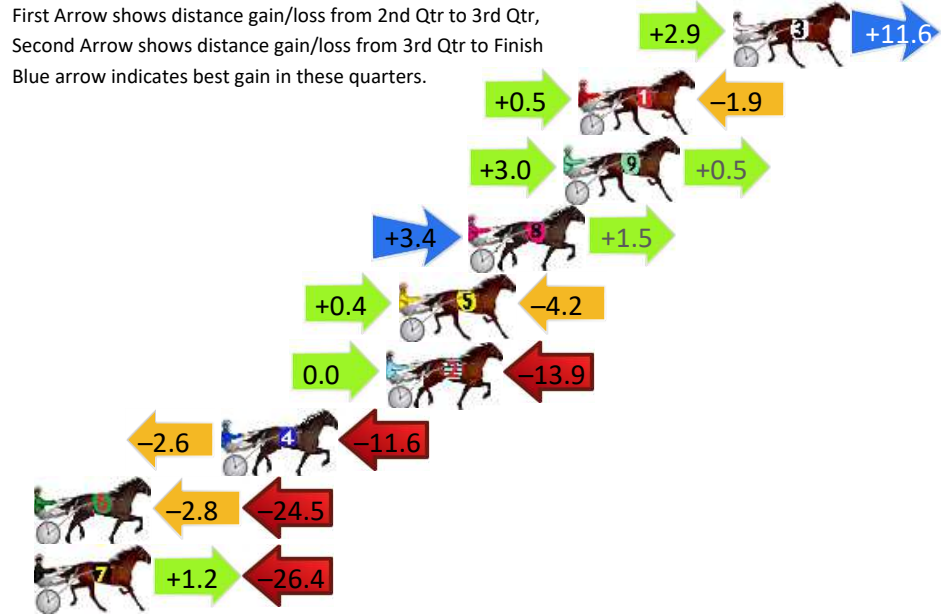 First Arrow shows distance gain/loss from 2nd Qtr to 3rd Qtr,
Second Arrow shows distance gain/loss from 3rd Qtr to Finish
Blue arrow indicates best gain in these quarters.
+2.9 3 +11.6
+0.5 1 –1.9
+3.0 9 +0.5
+3.4 8 +1.5
+0.4 5 –4.2
0.0 2 –13.9
–2.6 4 –11.6
6 –2.8 –24.5
7 +1.2 –26.4